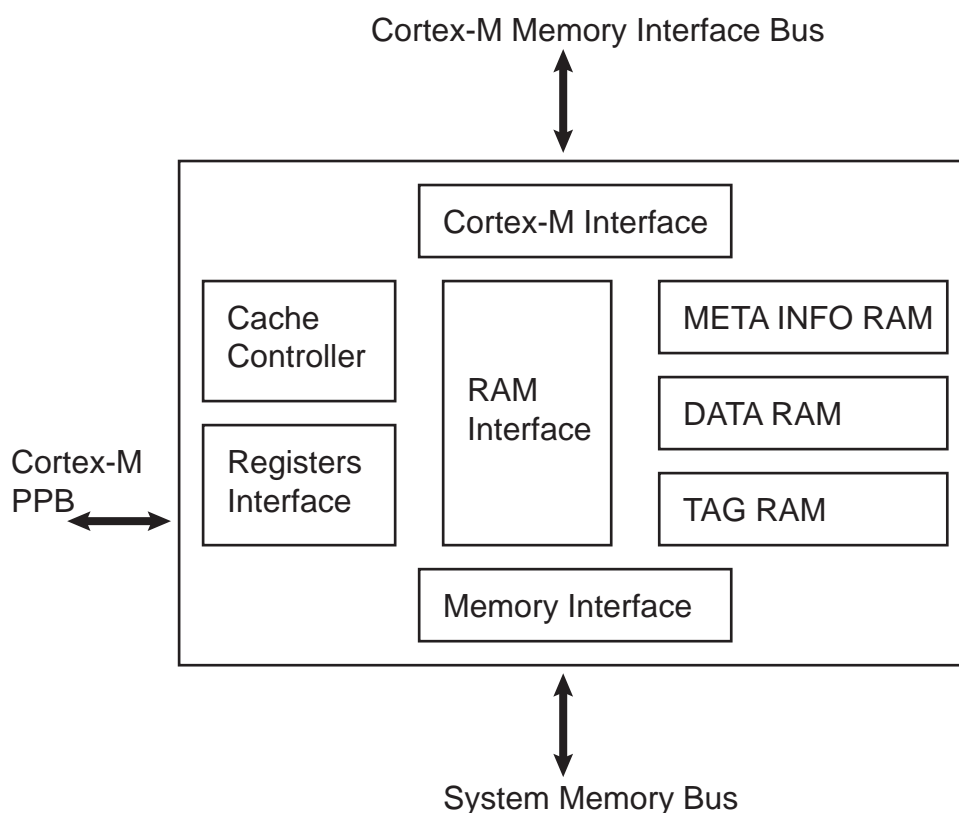 Cortex-M Memory Interface Bus
Cortex-M Interface
Cache
Controller
RAM
Interface
META INFO RAM
DATA RAM
TAG RAM
Cortex-M
PPB
Registers
Interface
Memory Interface
System Memory Bus